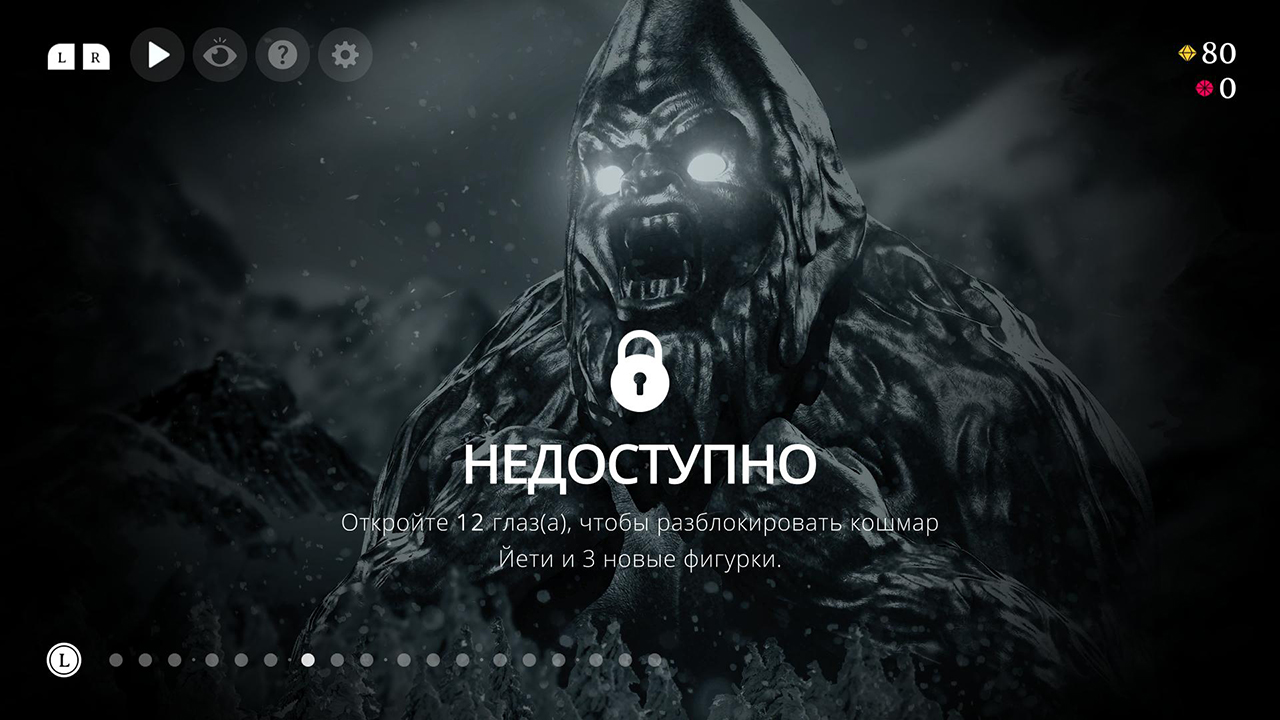 L R
?
80
0
НЕДОСТУПНО
Откройте 12 глаз(а), чтобы разблокировать кошмар
Йети и 3 новые фигурки.
L